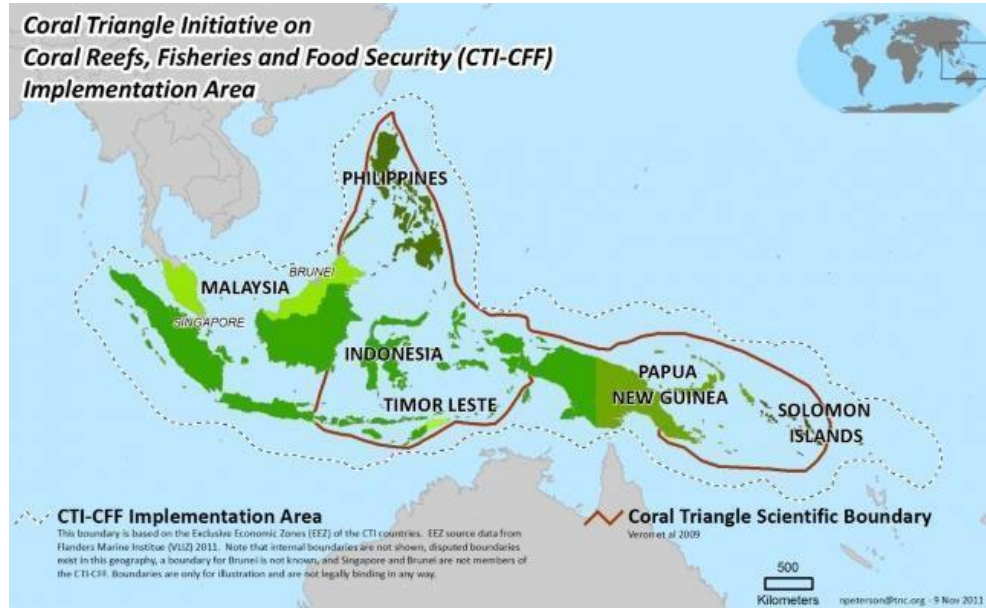 Coral Triangle Initiative on
Coral Reefs, Fisheries and Food Security (CTI-CFF)
Implementation Area
PHILIPPINES
BRUNEI
MALAYSIA
SINGAPORE
INDONESIA
PAPUA
NEW GUINEA
TIMOR LESTE
SOLOMON
ISLANDS
CTI-CFF Implementation Area
This boundary is based on the Exclusive Economic Zones (EEZ) of the CTI countries. EEZ source data from
Flanders Marine Institue (VLIZ) 2011. Note that internal boundaries are not shown, disputed boundaries
exist in this geography, a boundary for Brunei is not known, and Singapore and Brunei are not members of
the CTI-CFF. Boundaries are only for illustration and are not legally binding in any way.
Coral Triangle Scientific Boundary
Veron et al 2009
500
Kilometers
npeterson@tnc.org - 9 Nov 2011